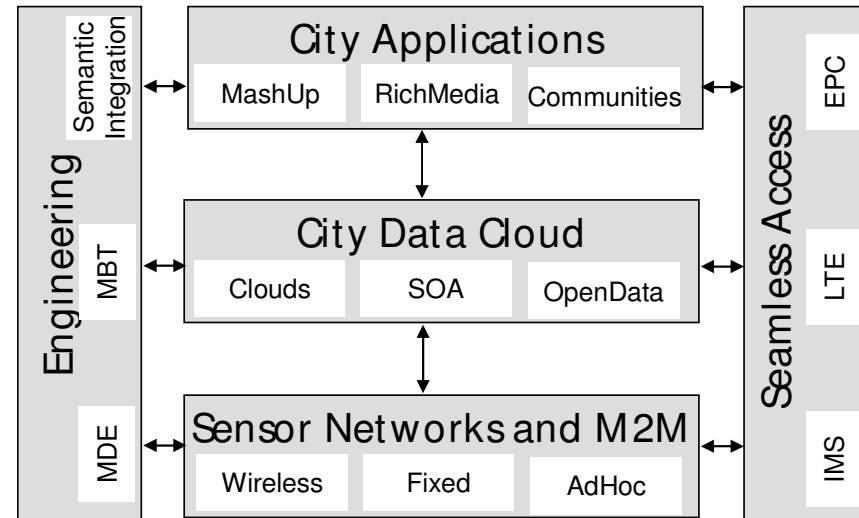 Engineering
Semantic
Integration
MBT
MDE
City Applications
MashUp
RichMedia
Communities
City Data Cloud
Clouds
SOA
OpenData
Sensor Networks and M2M
Wireless
Fixed
AdHoc
Seamless Access
EPC
LTE
IMS